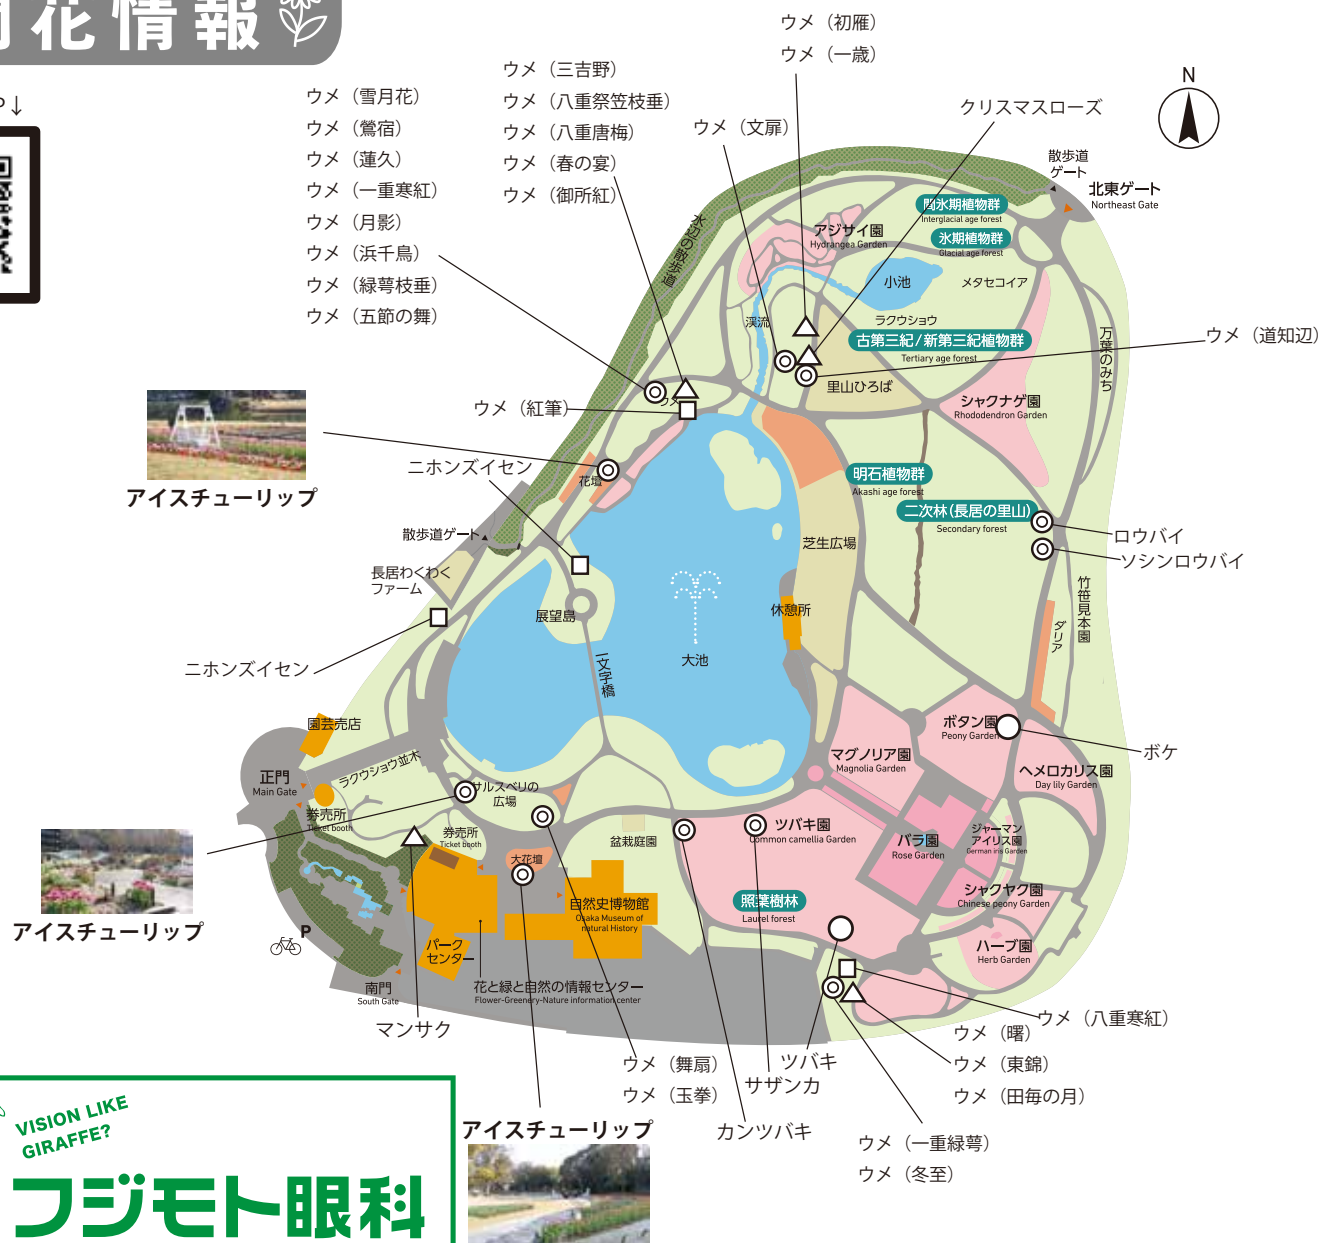 花情報
P↓
ウメ（雪月花）
ウメ（鶯宿）
ウメ（蓮久）
ウメ（一重寒紅）
ウメ（月影）
ウメ（浜千鳥）
ウメ（緑萼枝垂）
ウメ（五節の舞）
ウメ（三吉野）
ウメ（八重祭笠枝垂）
ウメ（八重唐梅）
ウメ（春の宴）
ウメ（御所紅）
ウメ（初雁）
ウメ（一歳）
ウメ（文扉）
クリスマスローズ
N
散歩道
ゲート
北東ゲート
Northeast Gate
間氷期植物群
Interglacial age forest
氷期植物群
Glacial age forest
アジサイ園
Hydrangea Garden
水辺の散歩道
小池
メタセコイア
渓流
ラクウショウ
古第三紀/新第三紀植物群
Tertiary age forest
万葉のみち
ウメ（道知辺）
里山ひろば
シャクナゲ園
Rhododendron Garden
ウメ
ウメ（紅筆）
アイスチューリップ
ニホンズイセン
花壇
明石植物群
Akashi age forest
二次林（長居の里山）
Secondary forest
ロウバイ
ソシンロウバイ
散歩道ゲート
芝生広場
長居わくわく
ファーム
竹笹見本園
ダリア
展望島
休憩所
大池
一文字橋
ニホンズイセン
園芸売店
ボタン園
Peony Garden
ボケ
ラクウショウ並木
マグノリア園
Magnolia Garden
ヘメロカリス園
Day lily Garden
正門
Main Gate
券売所
Ticket booth
サルスベリの
広場
券売所
Ticket booth
盆栽庭園
ツバキ園
Common camellia Garden
バラ園
Rose Garden
ジャーマン
アイリス園
German iris Garden
大花壇
シャクヤク園
Chinese peony Garden
自然史博物館
Osaka Museum of
natural History
照葉樹林
Laurel forest
アイスチューリップ
P
パーク
センター
ハーブ園
Herb Garden
南門
South Gate
花と緑と自然の情報センター
Flower-Greenery-Nature information center
マンサク
ウメ（八重寒紅）
ウメ（曙）
ウメ（東錦）
ウメ（田毎の月）
ウメ（舞扇）
ウメ（玉拳）
ツバキ
サザンカ
カンツバキ
アイスチューリップ
ウメ（一重緑萼）
ウメ（冬至）
VISION LIKE
GIRAFFE?
フジモト眼科